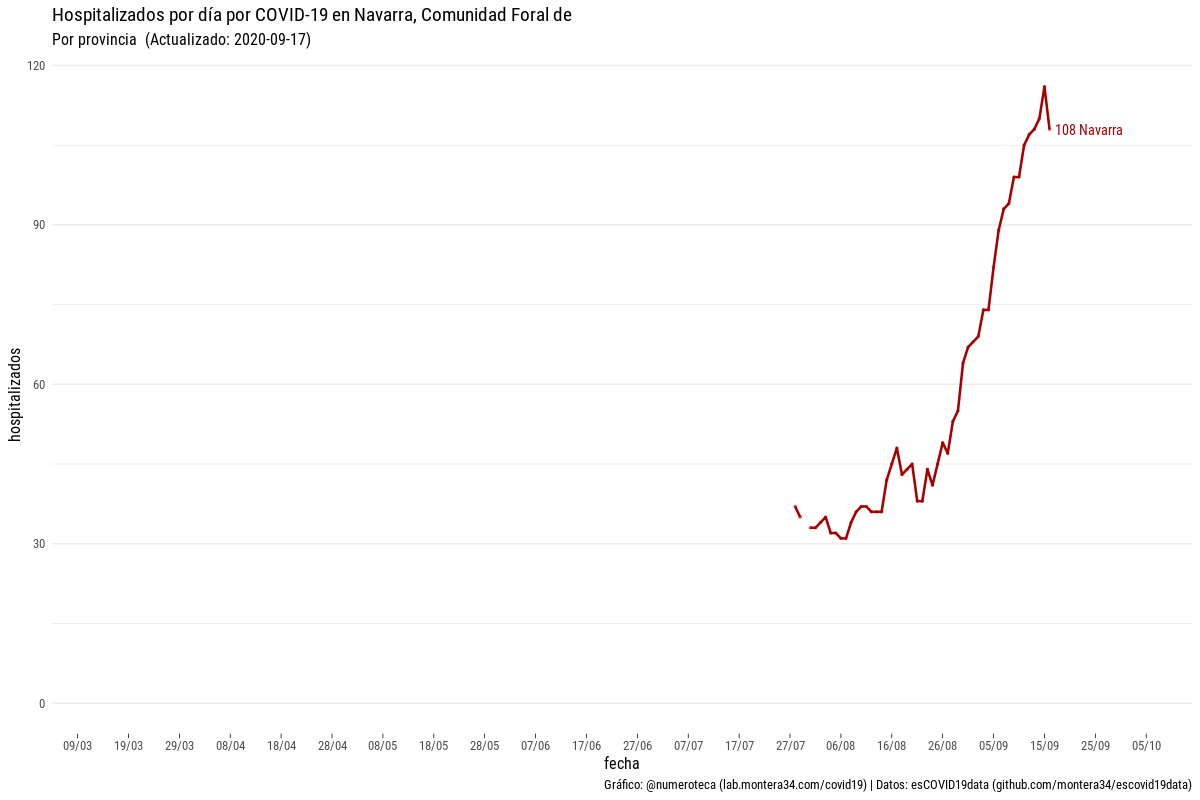 Hospitalizados por día por COVID-19 en Navarra, Comunidad Foral de
Por provincia  (Actualizado: 2020-09-17)
120
90
60
30
0
hospitalizados
108 Navarra
09/03 19/03 29/03 08/04 18/04 28/04 08/05 18/05 28/05 07/06 17/06 27/06 07/07 17/07 27/07 06/08 16/08 26/08 05/09 15/09 25/09 05/10
fecha
Gráfico: @numeroteca (lab.montera34.com/covid19) | Datos: esCOVID19data (github.com/montera34/escovid19data)